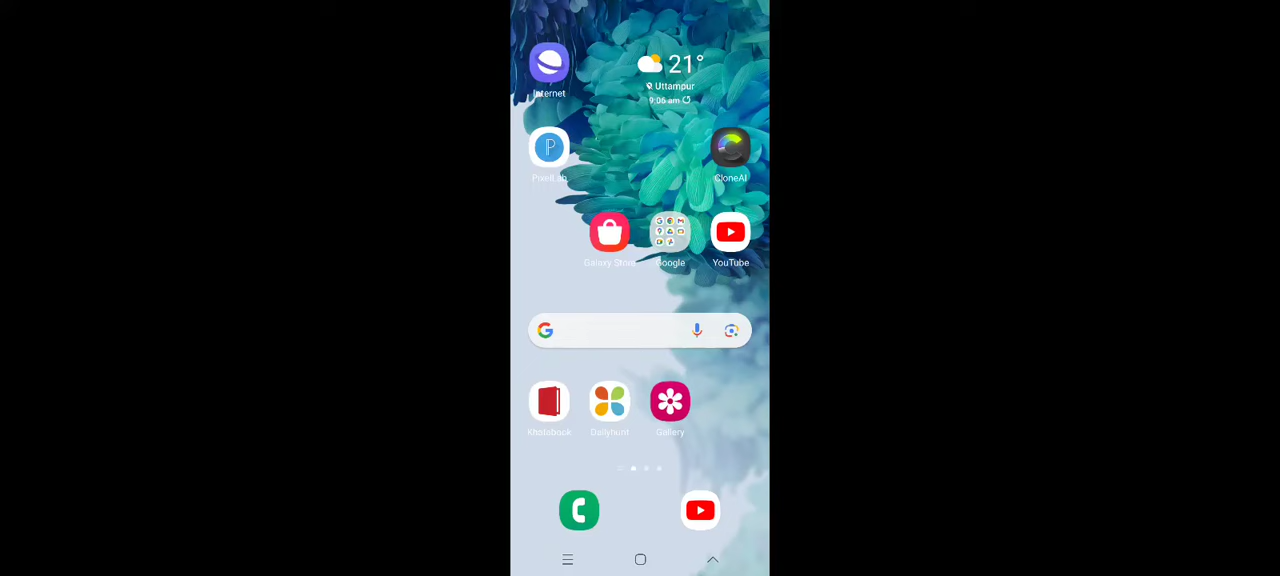 21°
Uttampur
9:06 am
Internet
PixelLab
CloneAI
Galaxy Store
Google
YouTube
Khatabook
Dailyhunt
Gallery